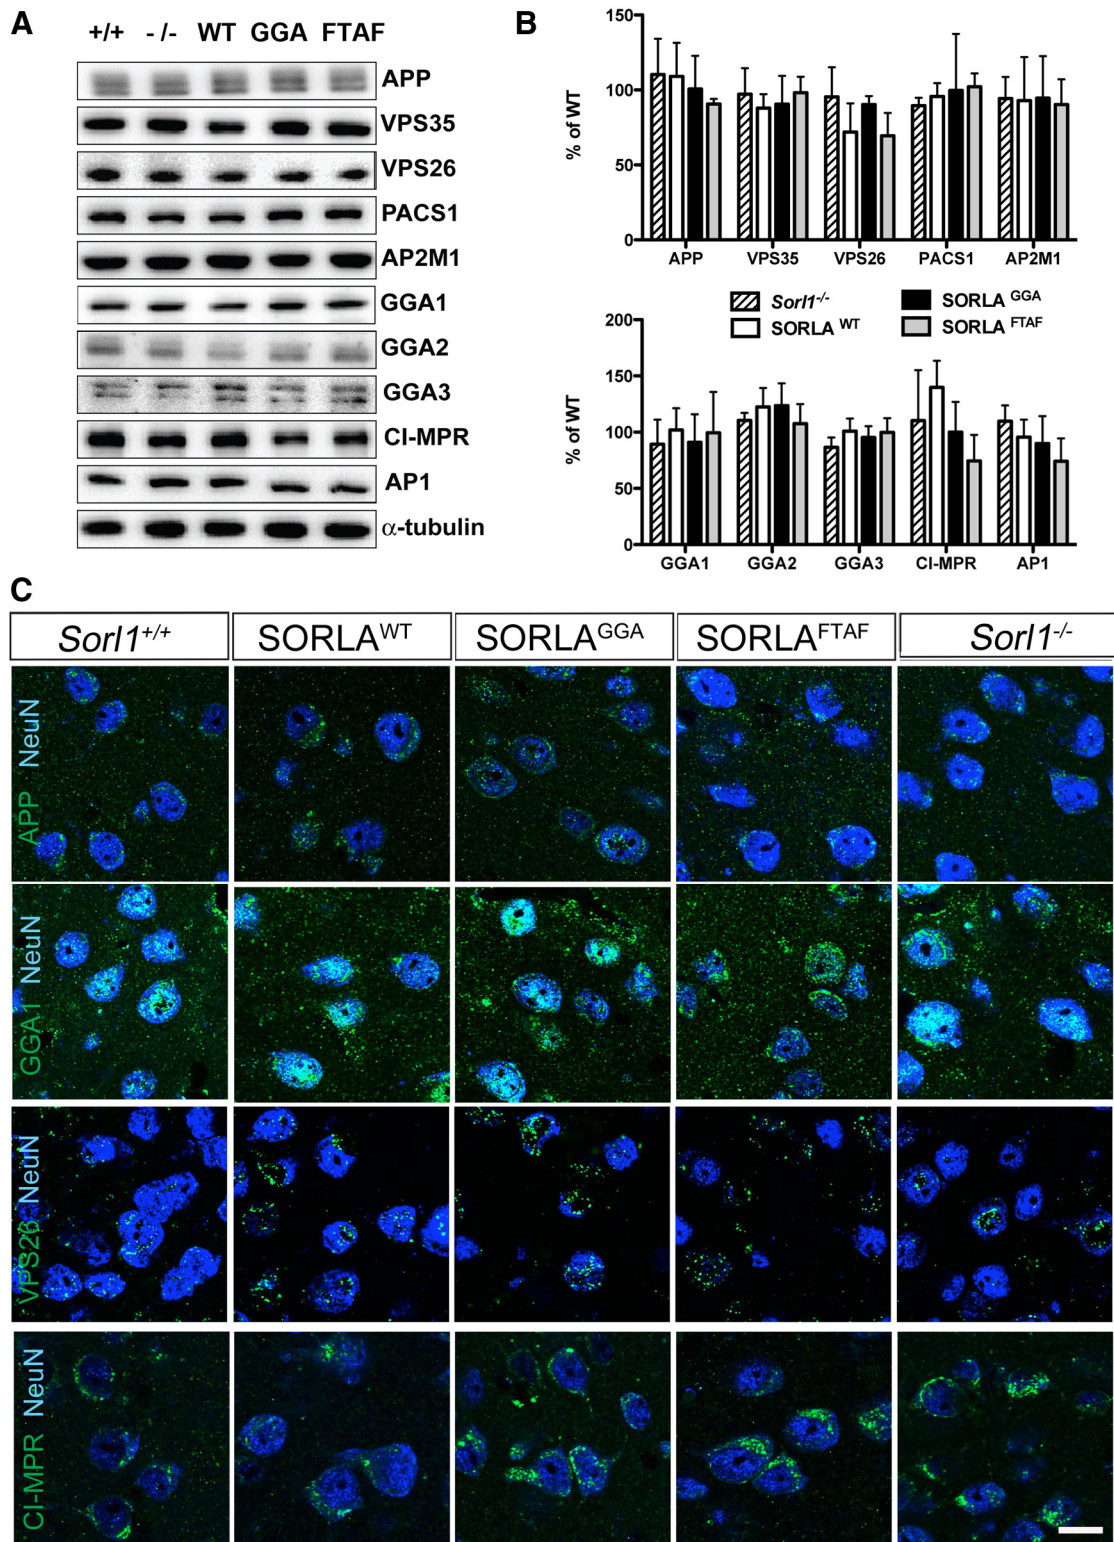 A
+/+ - /- WT GGA FTAF
APP
VPS35
VPS26
PACS1
AP2M1
GGA1
GGA2
GGA3
CI-MPR
AP1
α-tubulin
B
% of WT
150
100
50
0
APP VPS35 VPS26 PACS1 AP2M1
Sorl1-/- SORLA GGA
SORLA WT SORLA FTAF
% of WT
200
150
100
50
0
GGA1 GGA2 GGA3 CI-MPR AP1
C
Sorl1+/+ SORLAWT SORLAGGA SORLAFTAF Sorl1-/-
APP NeuN
GGA1 NeuN
VPS26 NeuN
CI-MPR NeuN